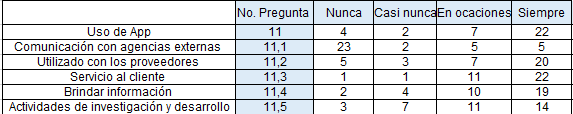 No. Pregunta Nunca Casi nunca En ocaciones Siempre
Uso de App 11 4 2 7 22
Comunicación con agencias externas 11,1 23 2 5 5
Utilizado con los proveedores 11,2 5 3 7 20
Servicio al cliente 11,3 1 1 11 22
Brindar información 11,4 2 4 10 19
Actividades de investigación y desarrollo 11,5 3 7 11 14